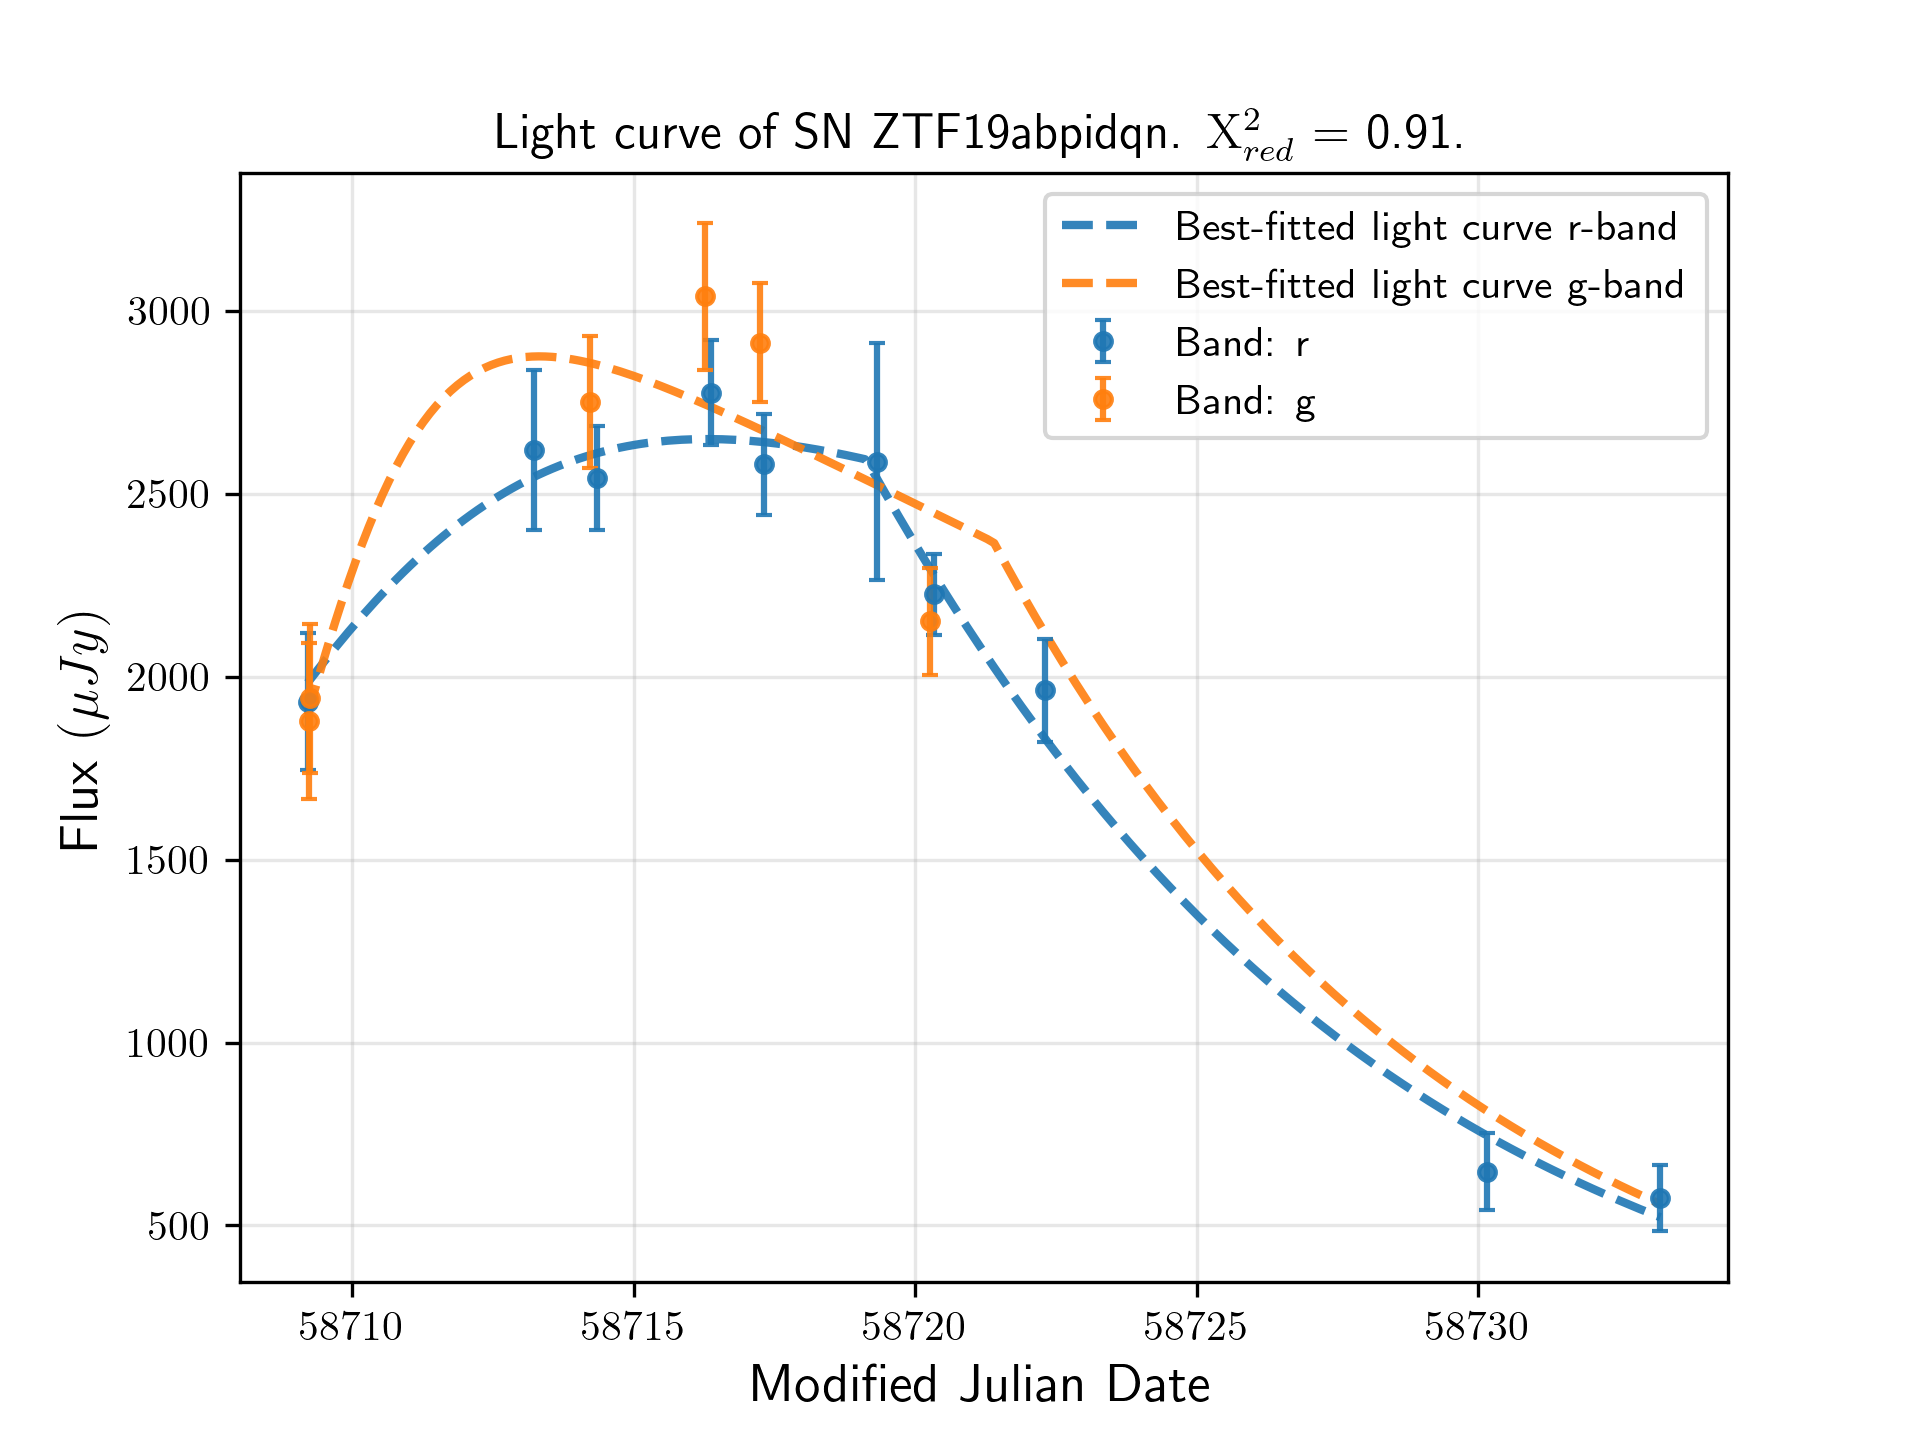 Light curve of SN ZTF19abpidqn. X²red = 0.91.
Best-fitted light curve r-band
Best-fitted light curve g-band
Band: r
Band: g
Flux (μJy)
3000
2500
2000
1500
1000
500
58710
58715
58720
58725
58730
Modified Julian Date